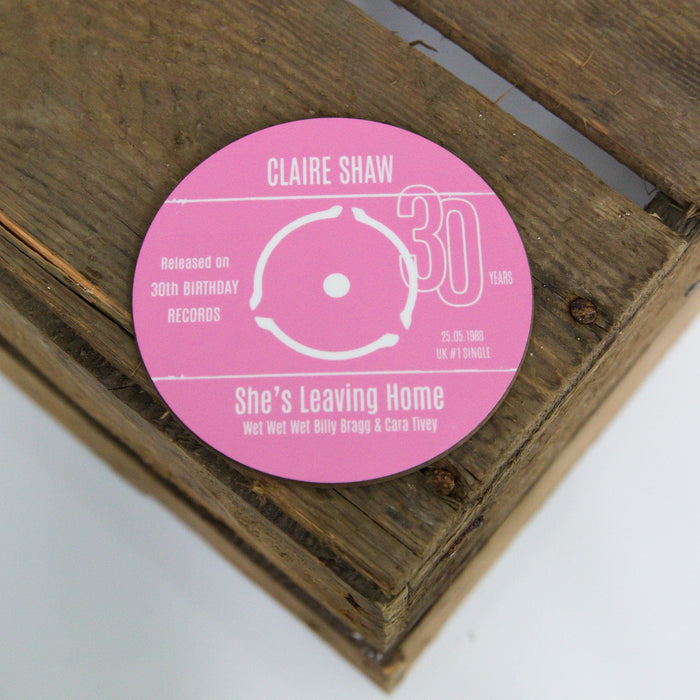 CLAIRE SHAW
30
YEARS
Released on
30th BIRTHDAY
RECORDS
25.05.1988
UK #1 SINGLE
She's Leaving Home
Wet Wet Wet Billy Bragg & Cara Tivey